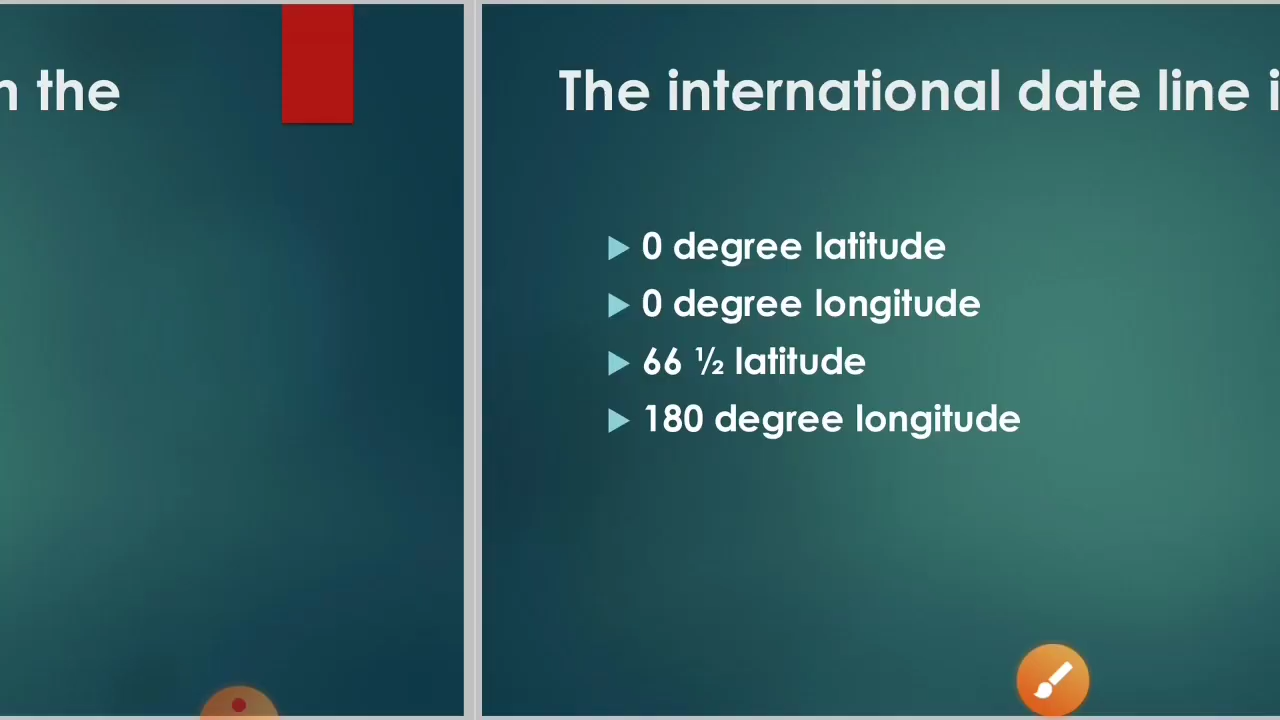 the
The international date line
0 degree latitude
0 degree longitude
66 ½ latitude
180 degree longitude